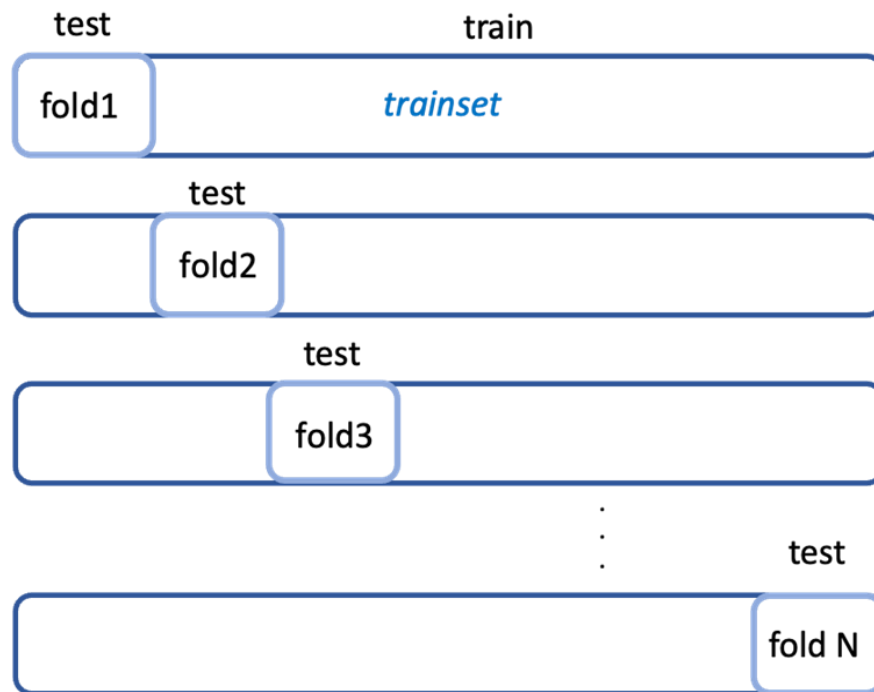 test train
fold1 trainset
test
fold2
test
fold3
test
fold N